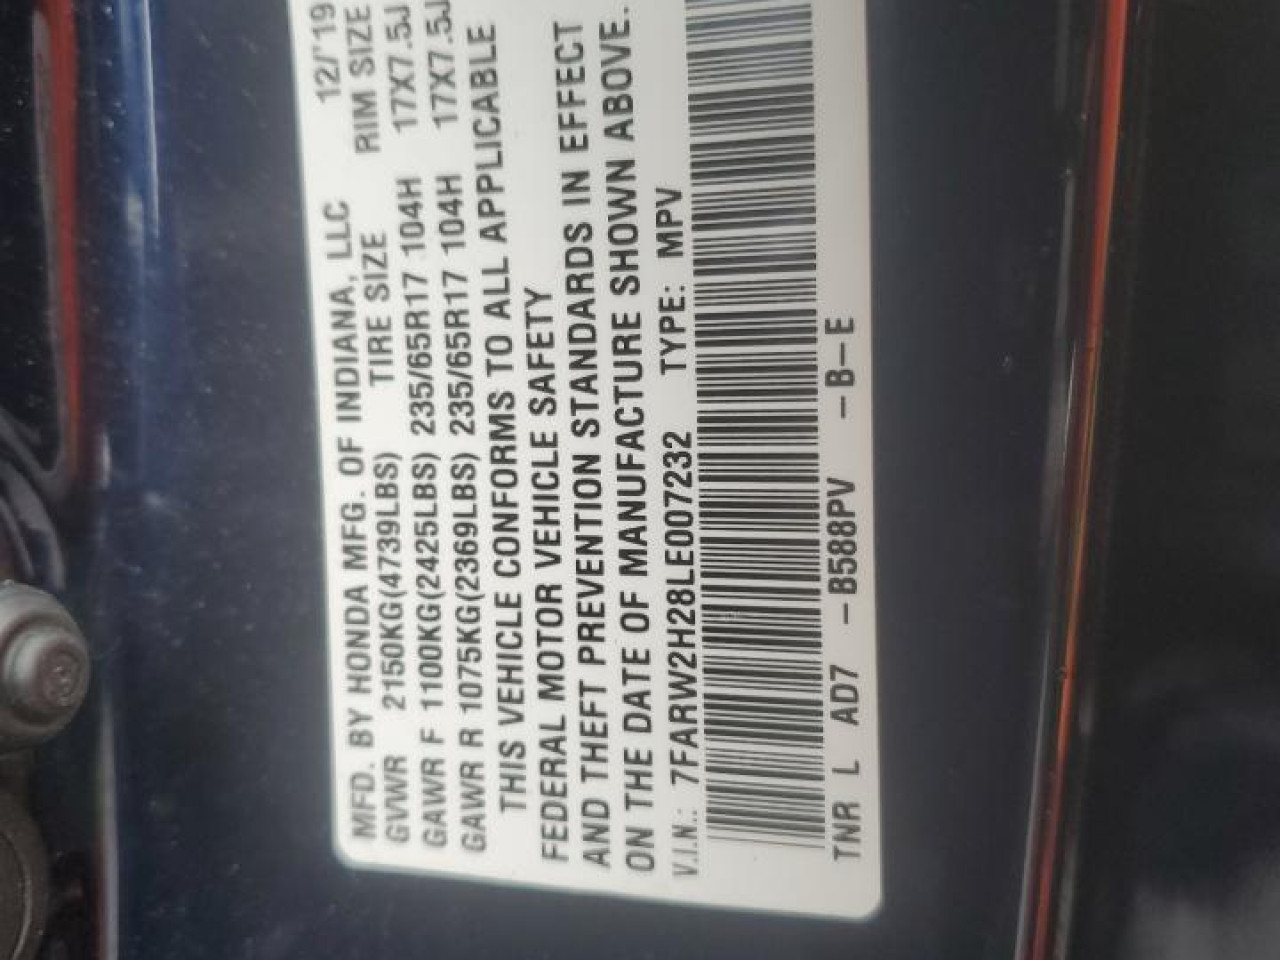 MFD. BY HONDA MFG. OF INDIANA, LLC 12/'19
GVWR 2150KG(4739LBS) TIRE SIZE RIM SIZE
GAWR F 1100KG(2425LBS) 235/65R17 104H 17X7.5J
GAWR R 1075KG(2369LBS) 235/65R17 104H 17X7.5J
THIS VEHICLE CONFORMS TO ALL APPLICABLE
FEDERAL MOTOR VEHICLE SAFETY
AND THEFT PREVENTION STANDARDS IN EFFECT
ON THE DATE OF MANUFACTURE SHOWN ABOVE.
V.I.N.: 7FARW2H28LE007232 TYPE: MPV
TNR L AD7 -B588PV -B-E